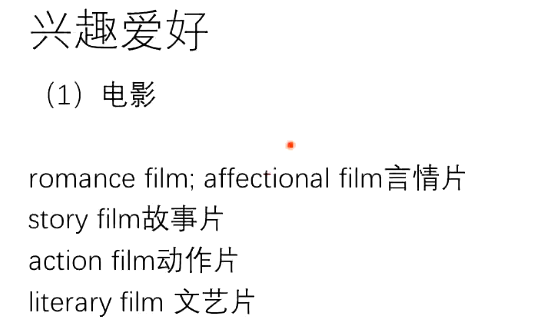 兴趣爱好
（1）电影
romance film; affectional film言情片
story film故事片
action film动作片
literary film 文艺片